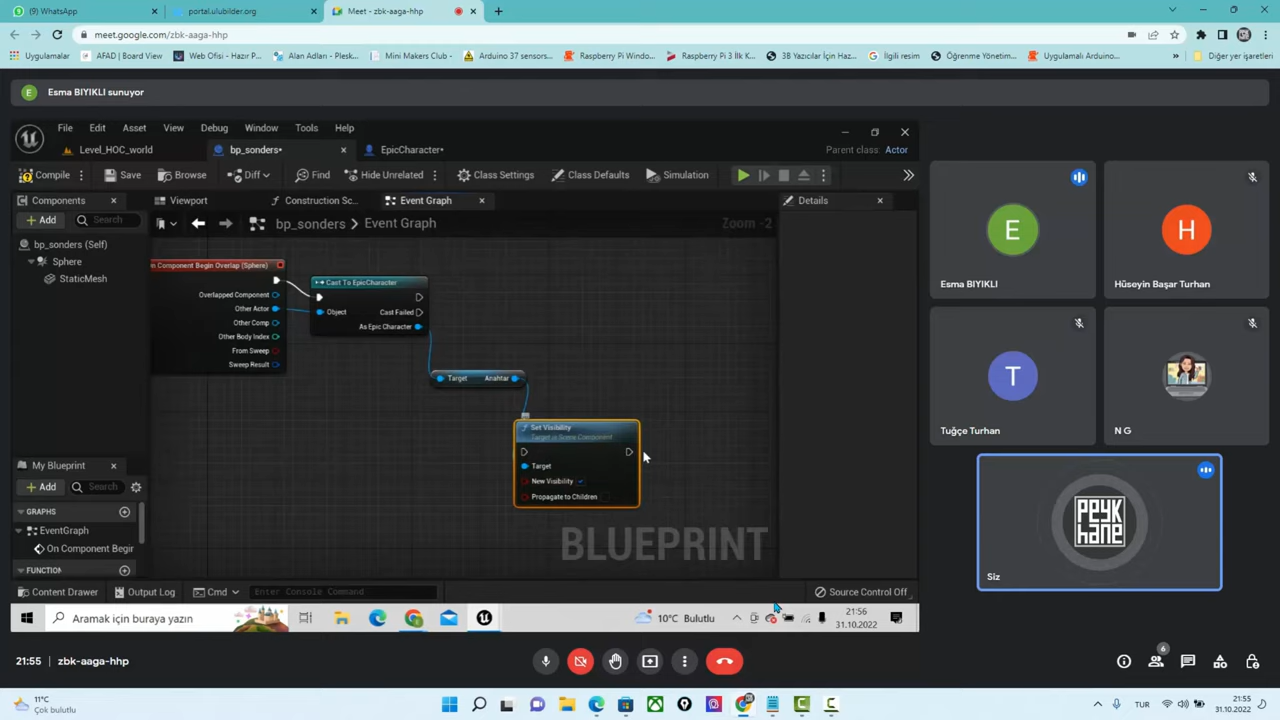 (1) WhatsApp
portal.ulubilder.org
Meet - zbk-aaga-hhp
meet.google.com/zbk-aaga-hhp
Uygulamalar
AFAD | Board
Web Ofisi - Hazır P...
Alan Adları - Plesk...
Mini Makers Club -
Arduino 37 sensors...
Raspberry Pi Windo...
Raspberry Pi 3 İlk K...
3B Yazıcılar İçin Haz...
İlgili resim
Öğrenme Yönetim...
Uygulamalı Arduino...
»
Diğer yer işaretleri
E
Esma BIYIKLI sunuyor
File
Edit
Asset
View
Debug
Window
Tools
Help
Level_HOC_world
bp_sonders•
EpicCharacter•
Parent class:
Actor
Compile
Save
Browse
Diff
Find
Hide Unrelated
Class Settings
Class Defaults
Simulation
Components
Viewport
Construction Sc...
Event Graph
Details
+ Add
Search
bp_sonders > Event Graph
Zoom -2
bp_sonders (Self)
Sphere
StaticMesh
n Component Begin Overlap (Sphere)
Overlapped Component
Other Actor
Other Comp
Other Body Index
From Sweep
Sweep Result
Cast To EpicCharacter
Object
Cast Failed
As Epic Character
Target
Anahtar
Set Visibility
Target is Scene Component
Target
New Visibility
Propagate to Children
BLUEPRINT
My Blueprint
+ Add
Search
GRAPHS
EventGraph
On Component Begin
FUNCTION
Content Drawer
Output Log
Cmd
Enter Console Command
Source Control Off
Aramak için buraya yazın
10°C Bulutlu
21:56
31.10.2022
E
Esma BIYIKLI
H
Hüseyin Başar Turhan
T
Tuğçe Turhan
N G
PEYK
HANE
Siz
21:55 | zbk-aaga-hhp
6
11°C
Çok bulutlu
TUR
21:55
31.10.2022